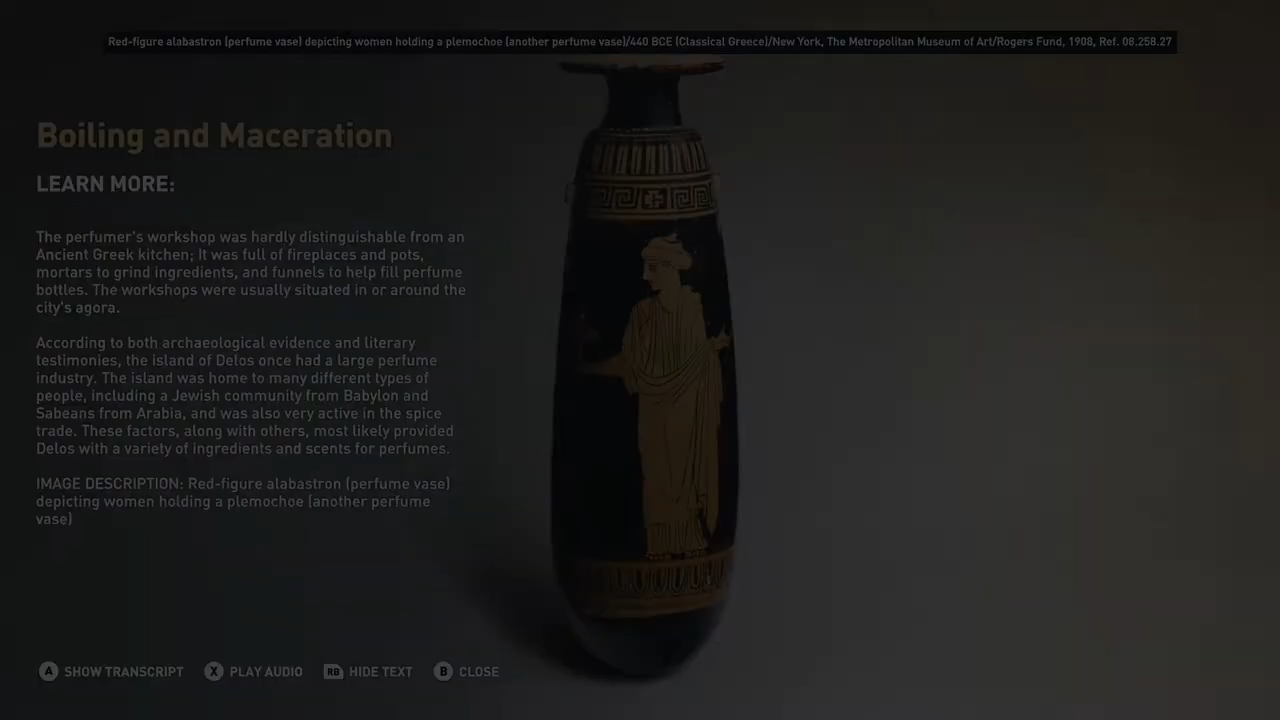 Red-figure alabastron (perfume vase) depicting women holding a plemochoe (another perfume vase)/440 BCE (Classical Greece)/New York, The Metropolitan Museum of Art/Rogers Fund, 1908, Ref. 08.258.27
Boiling and Maceration
LEARN MORE:
The perfumer's workshop was hardly distinguishable from an
Ancient Greek kitchen; It was full of fireplaces and pots,
mortars to grind ingredients, and funnels to help fill perfume
bottles. The workshops were usually situated in or around the
city's agora.
According to both archaeological evidence and literary
testimonies, the island of Delos once had a large perfume
industry. The island was home to many different types of
people, including a Jewish community from Babylon and
Sabeans from Arabia, and was also very active in the spice
trade. These factors, along with others, most likely provided
Delos with a variety of ingredients and scents for perfumes.
IMAGE DESCRIPTION: Red-figure alabastron (perfume vase)
depicting women holding a plemochoe (another perfume
vase)
A SHOW TRANSCRIPT X PLAY AUDIO RB HIDE TEXT B CLOSE